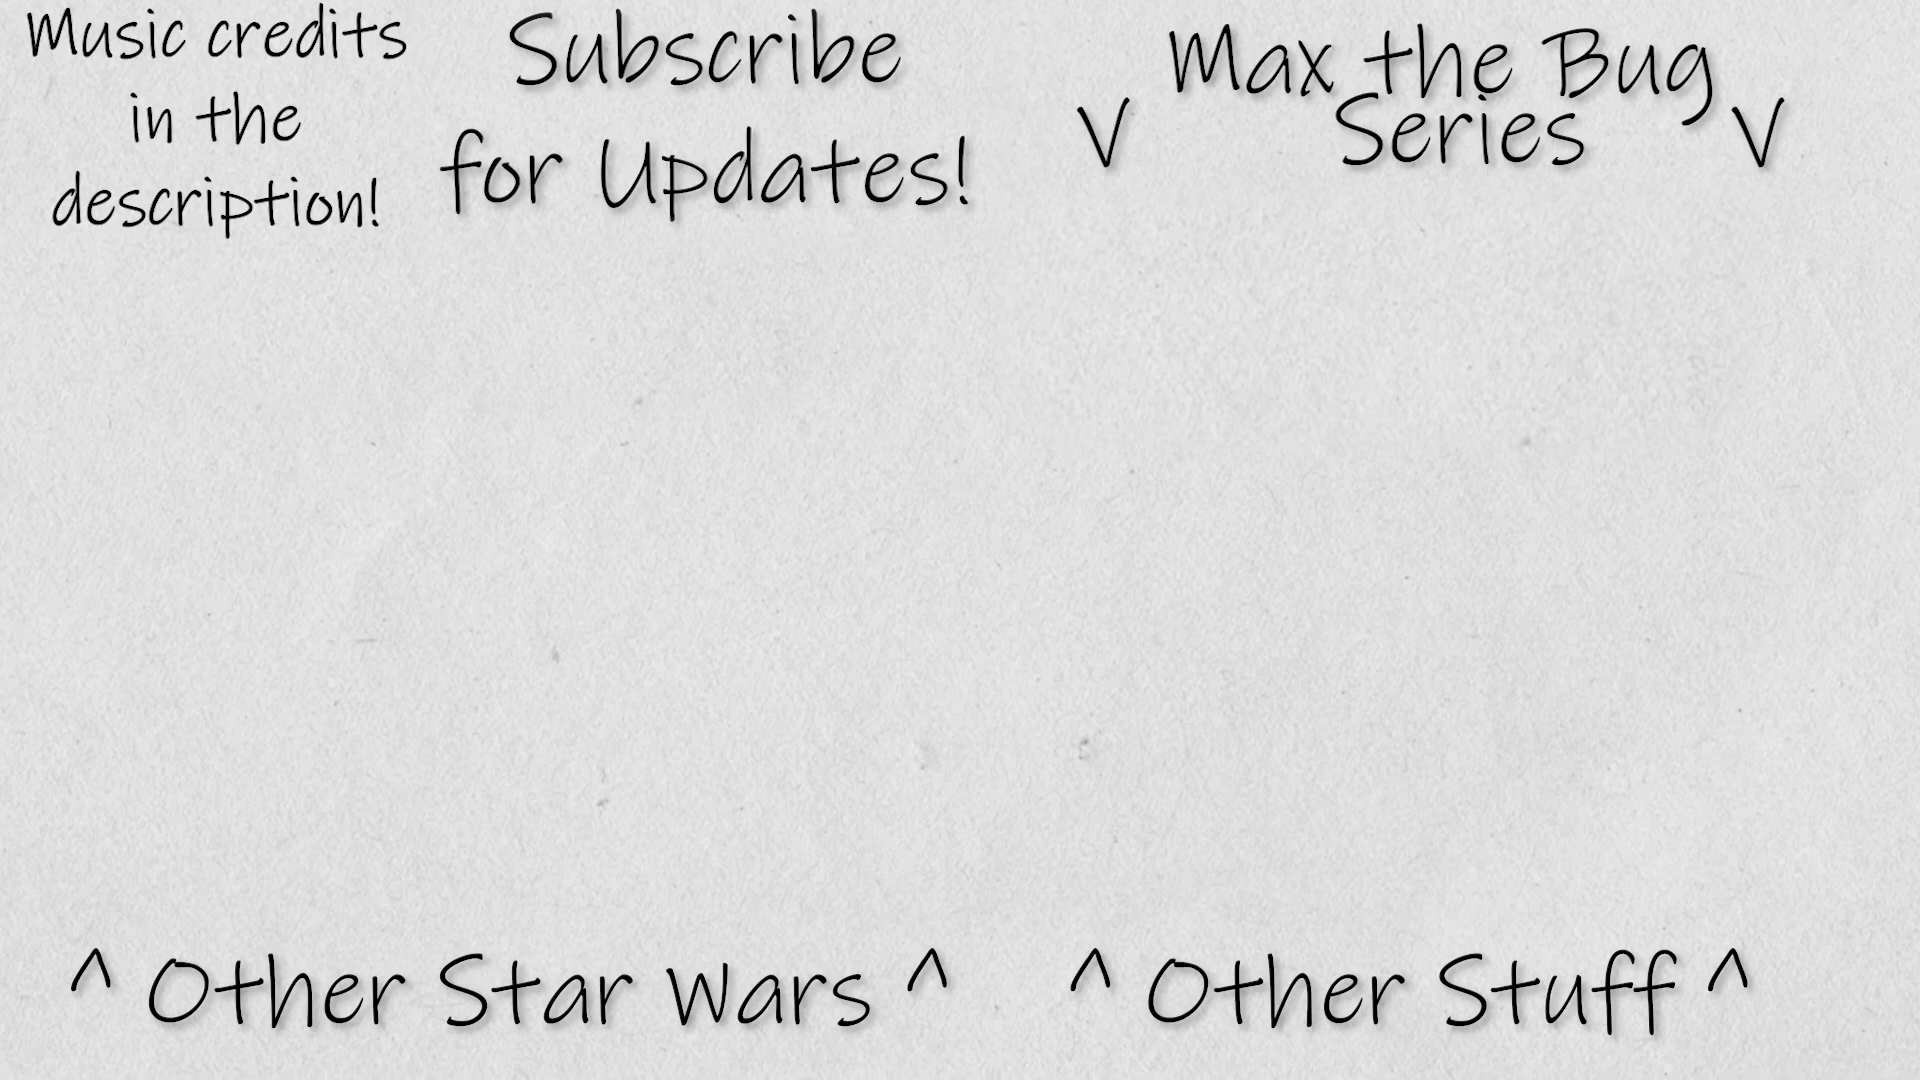 Music credits
in the
description!
Subscribe
for Updates!
Max the Bug
V Series V
^ Other Star Wars ^
^ Other Stuff ^